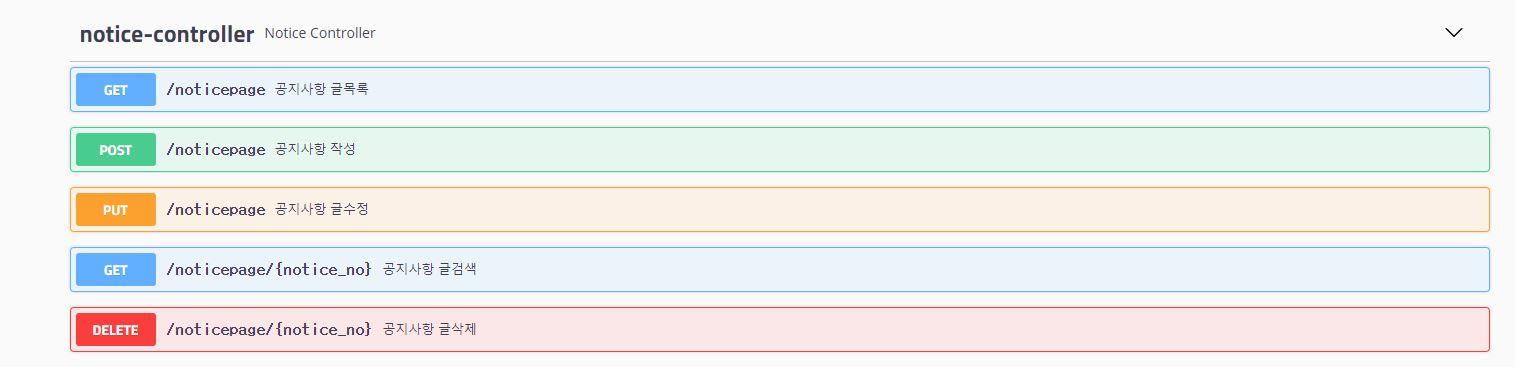 notice-controller Notice Controller
GET /noticepage 공지사항 글목록
POST /noticepage 공지사항 작성
PUT /noticepage 공지사항 글수정
GET /noticepage/{notice_no} 공지사항 글검색
DELETE /noticepage/{notice_no} 공지사항 글삭제